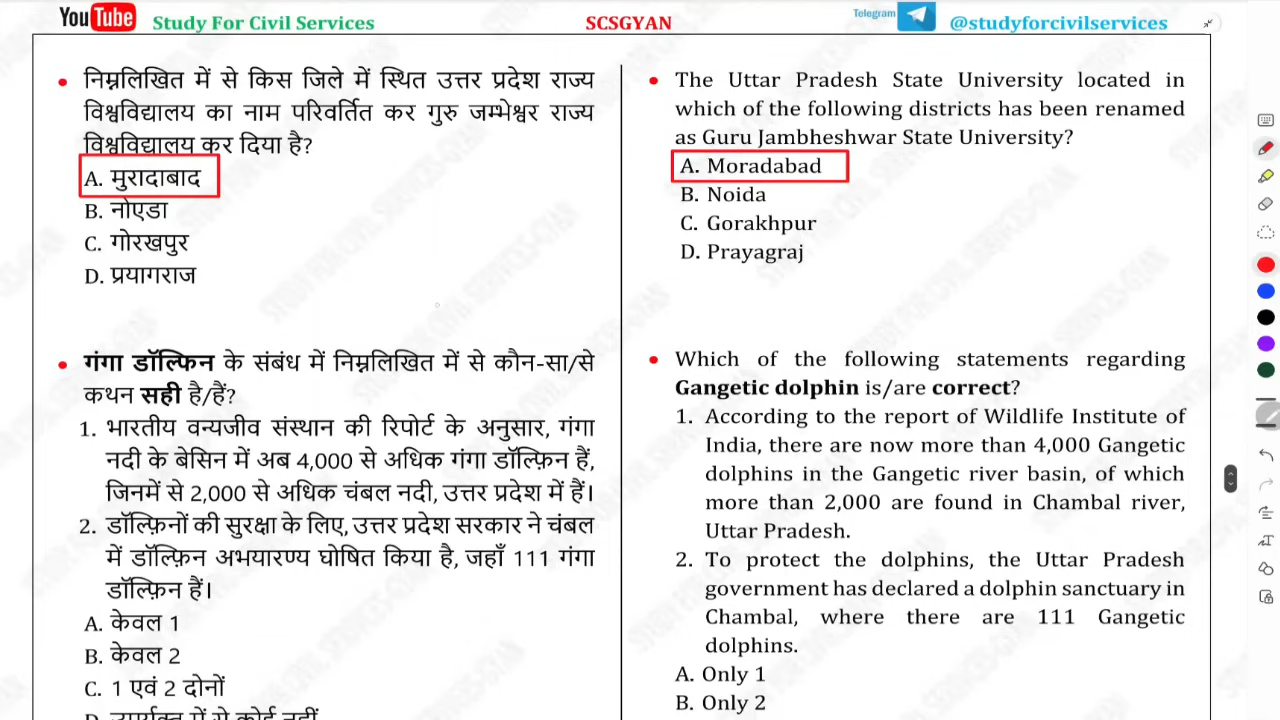 YouTube Study For Civil Services SCSGYAN Telegram @studyforcivilservices
• निम्नलिखित में से किस जिले में स्थित उत्तर प्रदेश राज्य
विश्वविद्यालय का नाम परिवर्तित कर गुरु जम्भेश्वर राज्य
विश्वविद्यालय कर दिया है?
A. मुरादाबाद
B. नोएडा
C. गोरखपुर
D. प्रयागराज
• गंगा डॉल्फिन के संबंध में निम्नलिखित में से कौन-सा/से
कथन सही है/हैं?
1. भारतीय वन्यजीव संस्थान की रिपोर्ट के अनुसार, गंगा
नदी के बेसिन में अब 4,000 से अधिक गंगा डॉल्फ़िन हैं,
जिनमें से 2,000 से अधिक चंबल नदी, उत्तर प्रदेश में हैं।
2. डॉल्फ़िनों की सुरक्षा के लिए, उत्तर प्रदेश सरकार ने चंबल
में डॉल्फ़िन अभयारण्य घोषित किया है, जहाँ 111 गंगा
डॉल्फ़िन हैं।
A. केवल 1
B. केवल 2
C. 1 एवं 2 दोनों
D. उपर्युक्त में से कोई नहीं
• The Uttar Pradesh State University located in
which of the following districts has been renamed
as Guru Jambheshwar State University?
A. Moradabad
B. Noida
C. Gorakhpur
D. Prayagraj
• Which of the following statements regarding
Gangetic dolphin is/are correct?
1. According to the report of Wildlife Institute of
India, there are now more than 4,000 Gangetic
dolphins in the Gangetic river basin, of which
more than 2,000 are found in Chambal river,
Uttar Pradesh.
2. To protect the dolphins, the Uttar Pradesh
government has declared a dolphin sanctuary in
Chambal, where there are 111 Gangetic
dolphins.
A. Only 1
B. Only 2